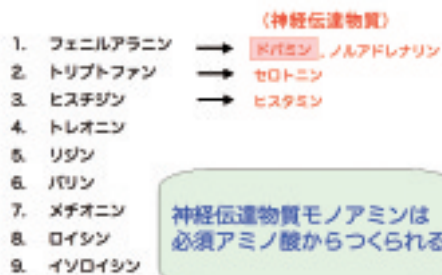 (神経伝達物質)
1. フェニルアラニン → ドパミン、ノルアドレナリン
2. トリプトファン → セロトニン
3. ヒスチジン → ヒスタミン
4. トレオニン
5. リジン
6. バリン
7. メチオニン
8. ロイシン
9. イソロイシン
神経伝達物質モノアミンは
必須アミノ酸からつくられる